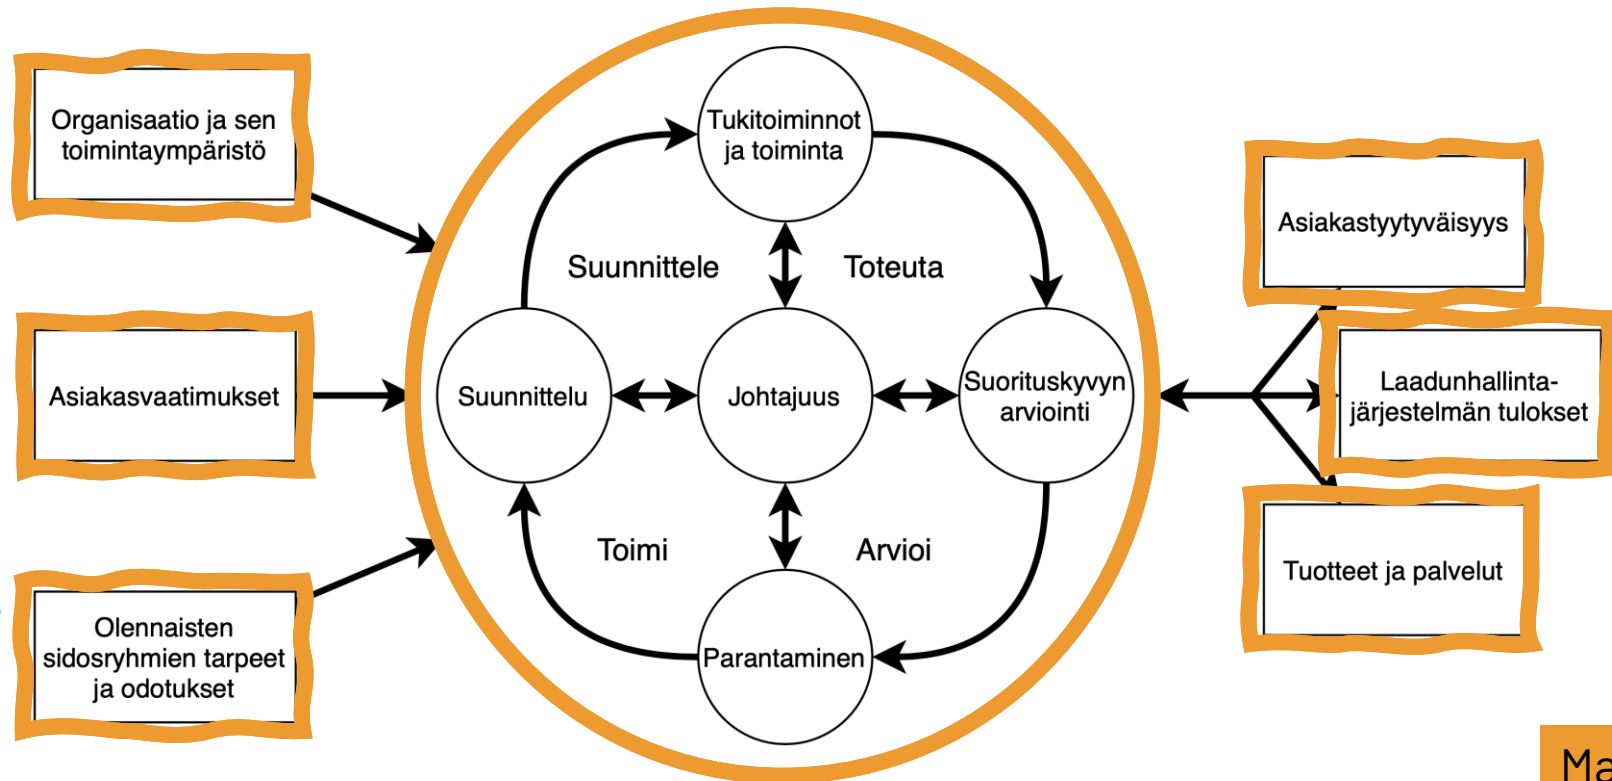 Organisaatio ja sen
toimintaympäristö
Asiakasvaatimukset
Olennaisten
sidosryhmien tarpeet
ja odotukset
Tukitoiminnot
ja toiminta
Suunnittele
Toteuta
Suunnittelu
Johtajuus
Suorituskyvyn
arviointi
Toimi
Arvioi
Parantaminen
Asiakastyytyväisyys
Laadunhallinta-
järjestelmän tulokset
Tuotteet ja palvelut